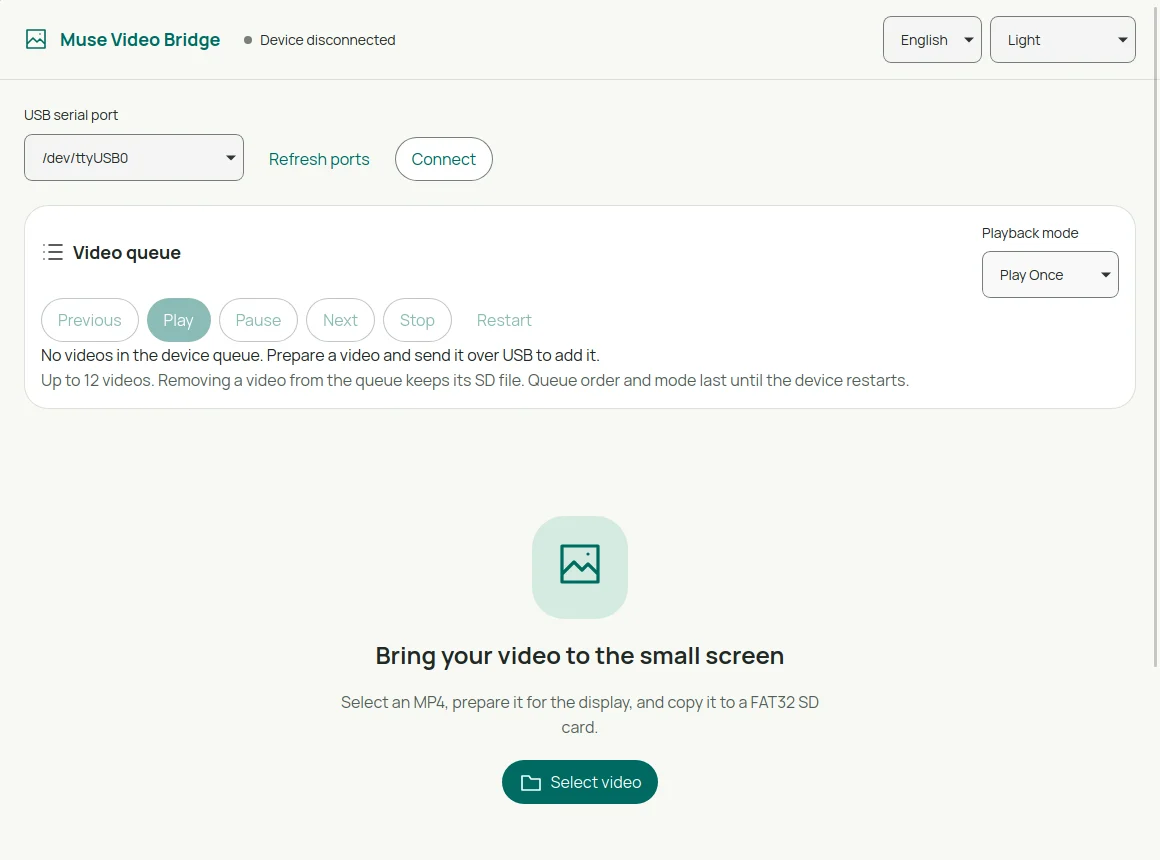 Muse Video Bridge
Device disconnected
English
Light
USB serial port
/dev/ttyUSB0
Refresh ports
Connect
Video queue
Playback mode
Play Once
Previous
Play
Pause
Next
Stop
Restart
No videos in the device queue. Prepare a video and send it over USB to add it.
Up to 12 videos. Removing a video from the queue keeps its SD file. Queue order and mode last until the device restarts.
Bring your video to the small screen
Select an MP4, prepare it for the display, and copy it to a FAT32 SD
card.
Select video